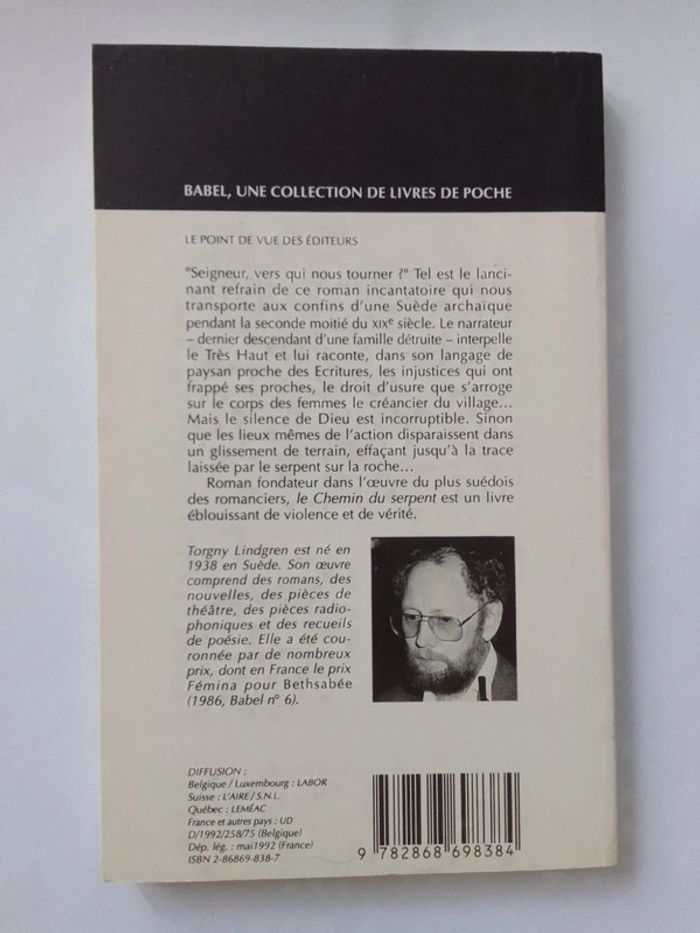 BABEL, UNE COLLECTION DE LIVRES DE POCHE
LE POINT DE VUE DES ÉDITEURS
"Seigneur, vers qui nous tourner ?" Tel est le lanci-
nant refrain de ce roman incantatoire qui nous
transporte aux confins d'une Suède archaïque
pendant la seconde moitié du XIXe siècle. Le narrateur
– dernier descendant d'une famille détruite – interpelle
le Très Haut et lui raconte, dans son langage de
paysan proche des Ecritures, les injustices qui ont
frappé ses proches, le droit d'usure que s'arroge
sur le corps des femmes le créancier du village...
Mais le silence de Dieu est incorruptible. Sinon
que les lieux mêmes de l'action disparaissent dans
un glissement de terrain, effaçant jusqu'à la trace
laissée par le serpent sur la roche...
Roman fondateur dans l'œuvre du plus suédois
des romanciers, le Chemin du serpent est un livre
éblouissant de violence et de vérité.
Torgny Lindgren est né en
1938 en Suède. Son œuvre
comprend des romans, des
nouvelles, des pièces de
théâtre, des pièces radio-
phoniques et des recueils
de poésie. Elle a été cou-
ronnée par de nombreux
prix, dont en France le prix
Fémina pour Bethsabée
(1986, Babel n° 6).
DIFFUSION :
Belgique / Luxembourg : LABOR
Suisse : L'AIRE / S.N.L.
Québec : LEMÉAC
France et autres pays : UD
D/1992/258/75 (Belgique)
Dép. lég. : mai 1992 (France)
ISBN 2-86869-838-7
9 782868 698384